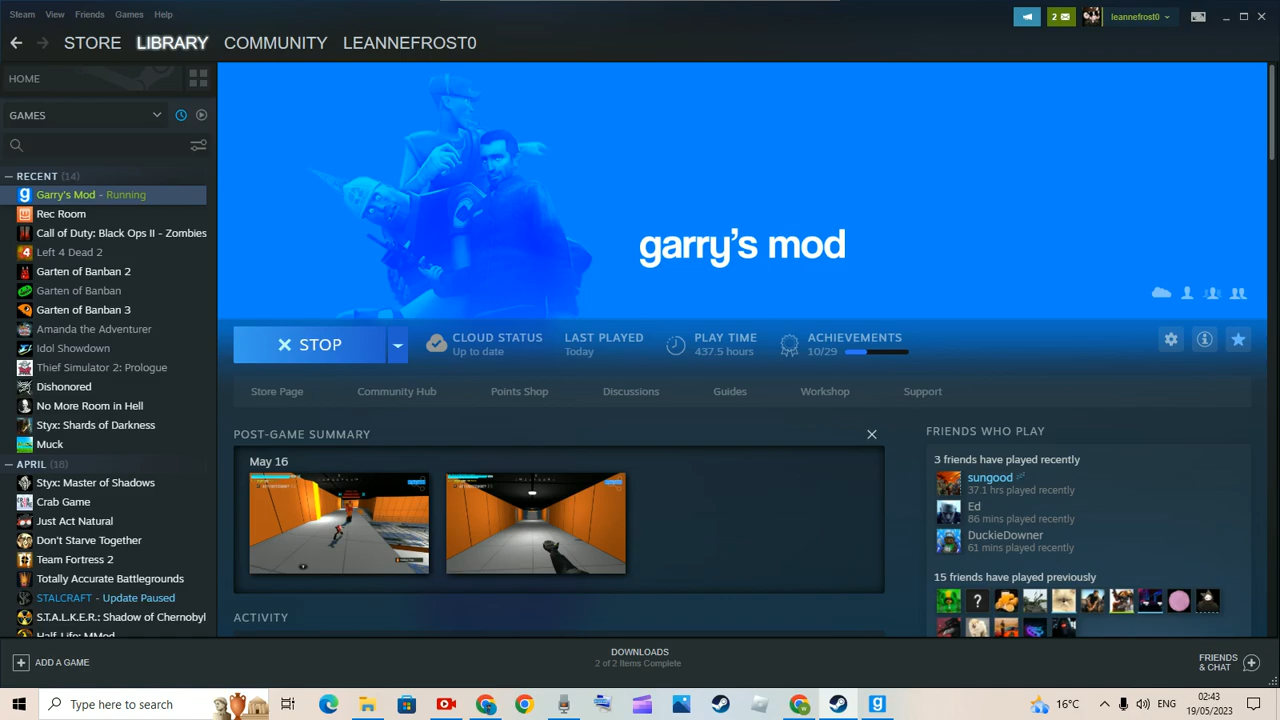 Steam View Friends Games Help
2
leannefrost0
STORE LIBRARY COMMUNITY LEANNEFROST0
HOME
GAMES
RECENT (14)
Garry's Mod - Running
Rec Room
Call of Duty: Black Ops II - Zombies
Left 4 Dead 2
Garten of Banban 2
Garten of Banban
Garten of Banban 3
Amanda the Adventurer
Idol Showdown
Thief Simulator 2: Prologue
Dishonored
No More Room in Hell
Styx: Shards of Darkness
Muck
APRIL (18)
Styx: Master of Shadows
Crab Game
Just Act Natural
Don't Starve Together
Team Fortress 2
Totally Accurate Battlegrounds
STALCRAFT - Update Paused
S.T.A.L.K.E.R.: Shadow of Chernobyl
Half-Life: MMod
garry's mod
STOP
CLOUD STATUS
Up to date
LAST PLAYED
Today
PLAY TIME
437.5 hours
ACHIEVEMENTS
10/29
Store Page Community Hub Points Shop Discussions Guides Workshop Support
POST-GAME SUMMARY
May 16
ACTIVITY
FRIENDS WHO PLAY
3 friends have played recently
sungood
37.1 hrs played recently
Ed
86 mins played recently
DuckieDowner
61 mins played recently
15 friends have played previously
ADD A GAME
DOWNLOADS
2 of 2 Items Complete
FRIENDS
& CHAT
Type here to search
16°C
ENG
02:43
19/05/2023